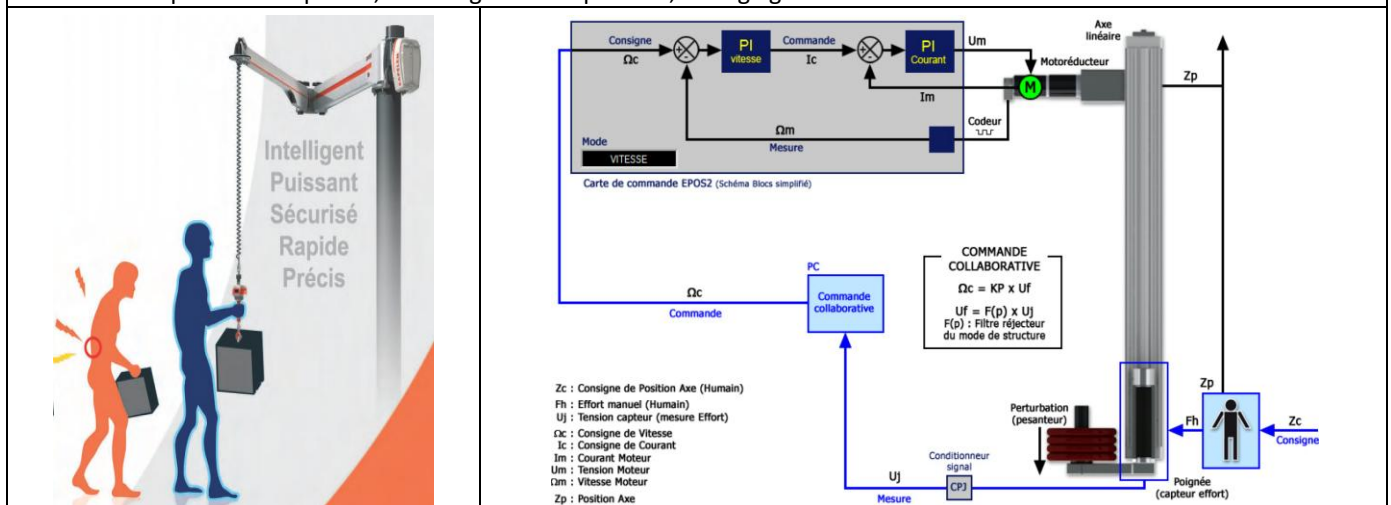 Intelligent
Puissant
Sécurisé
Rapide
Précis
Consigne
Ωc
PI
vitesse
Commande
Ic
PI
Courant
Um
Im
Ωm
Mesure
Mode
VITESSE
Codeur
M
Motoréducteur
Axe
linéaire
Zp
Carte de commande EPOS2 (Schéma Blocs simplifié)
COMMANDE
COLLABORATIVE
Ωc = KP x Uf
Uf = F(p) x Uj
F(p) : Filtre réjecteur
du mode de structure
PC
Commande
collaborative
Ωc
Commande
Zc : Consigne de Position Axe (Humain)
Fh : Effort manuel (Humain)
Uj : Tension capteur (mesure Effort)
Ωc : Consigne de Vitesse
Ic : Consigne de Courant
Im : Courant Moteur
Um : Tension Moteur
Ωm : Vitesse Moteur
Zp : Position Axe
Perturbation
(pesanteur)
Conditionneur
signal
CPJ
Uj
Mesure
Zp
Fh
Zc
Consigne
Poignée
(capteur effort)